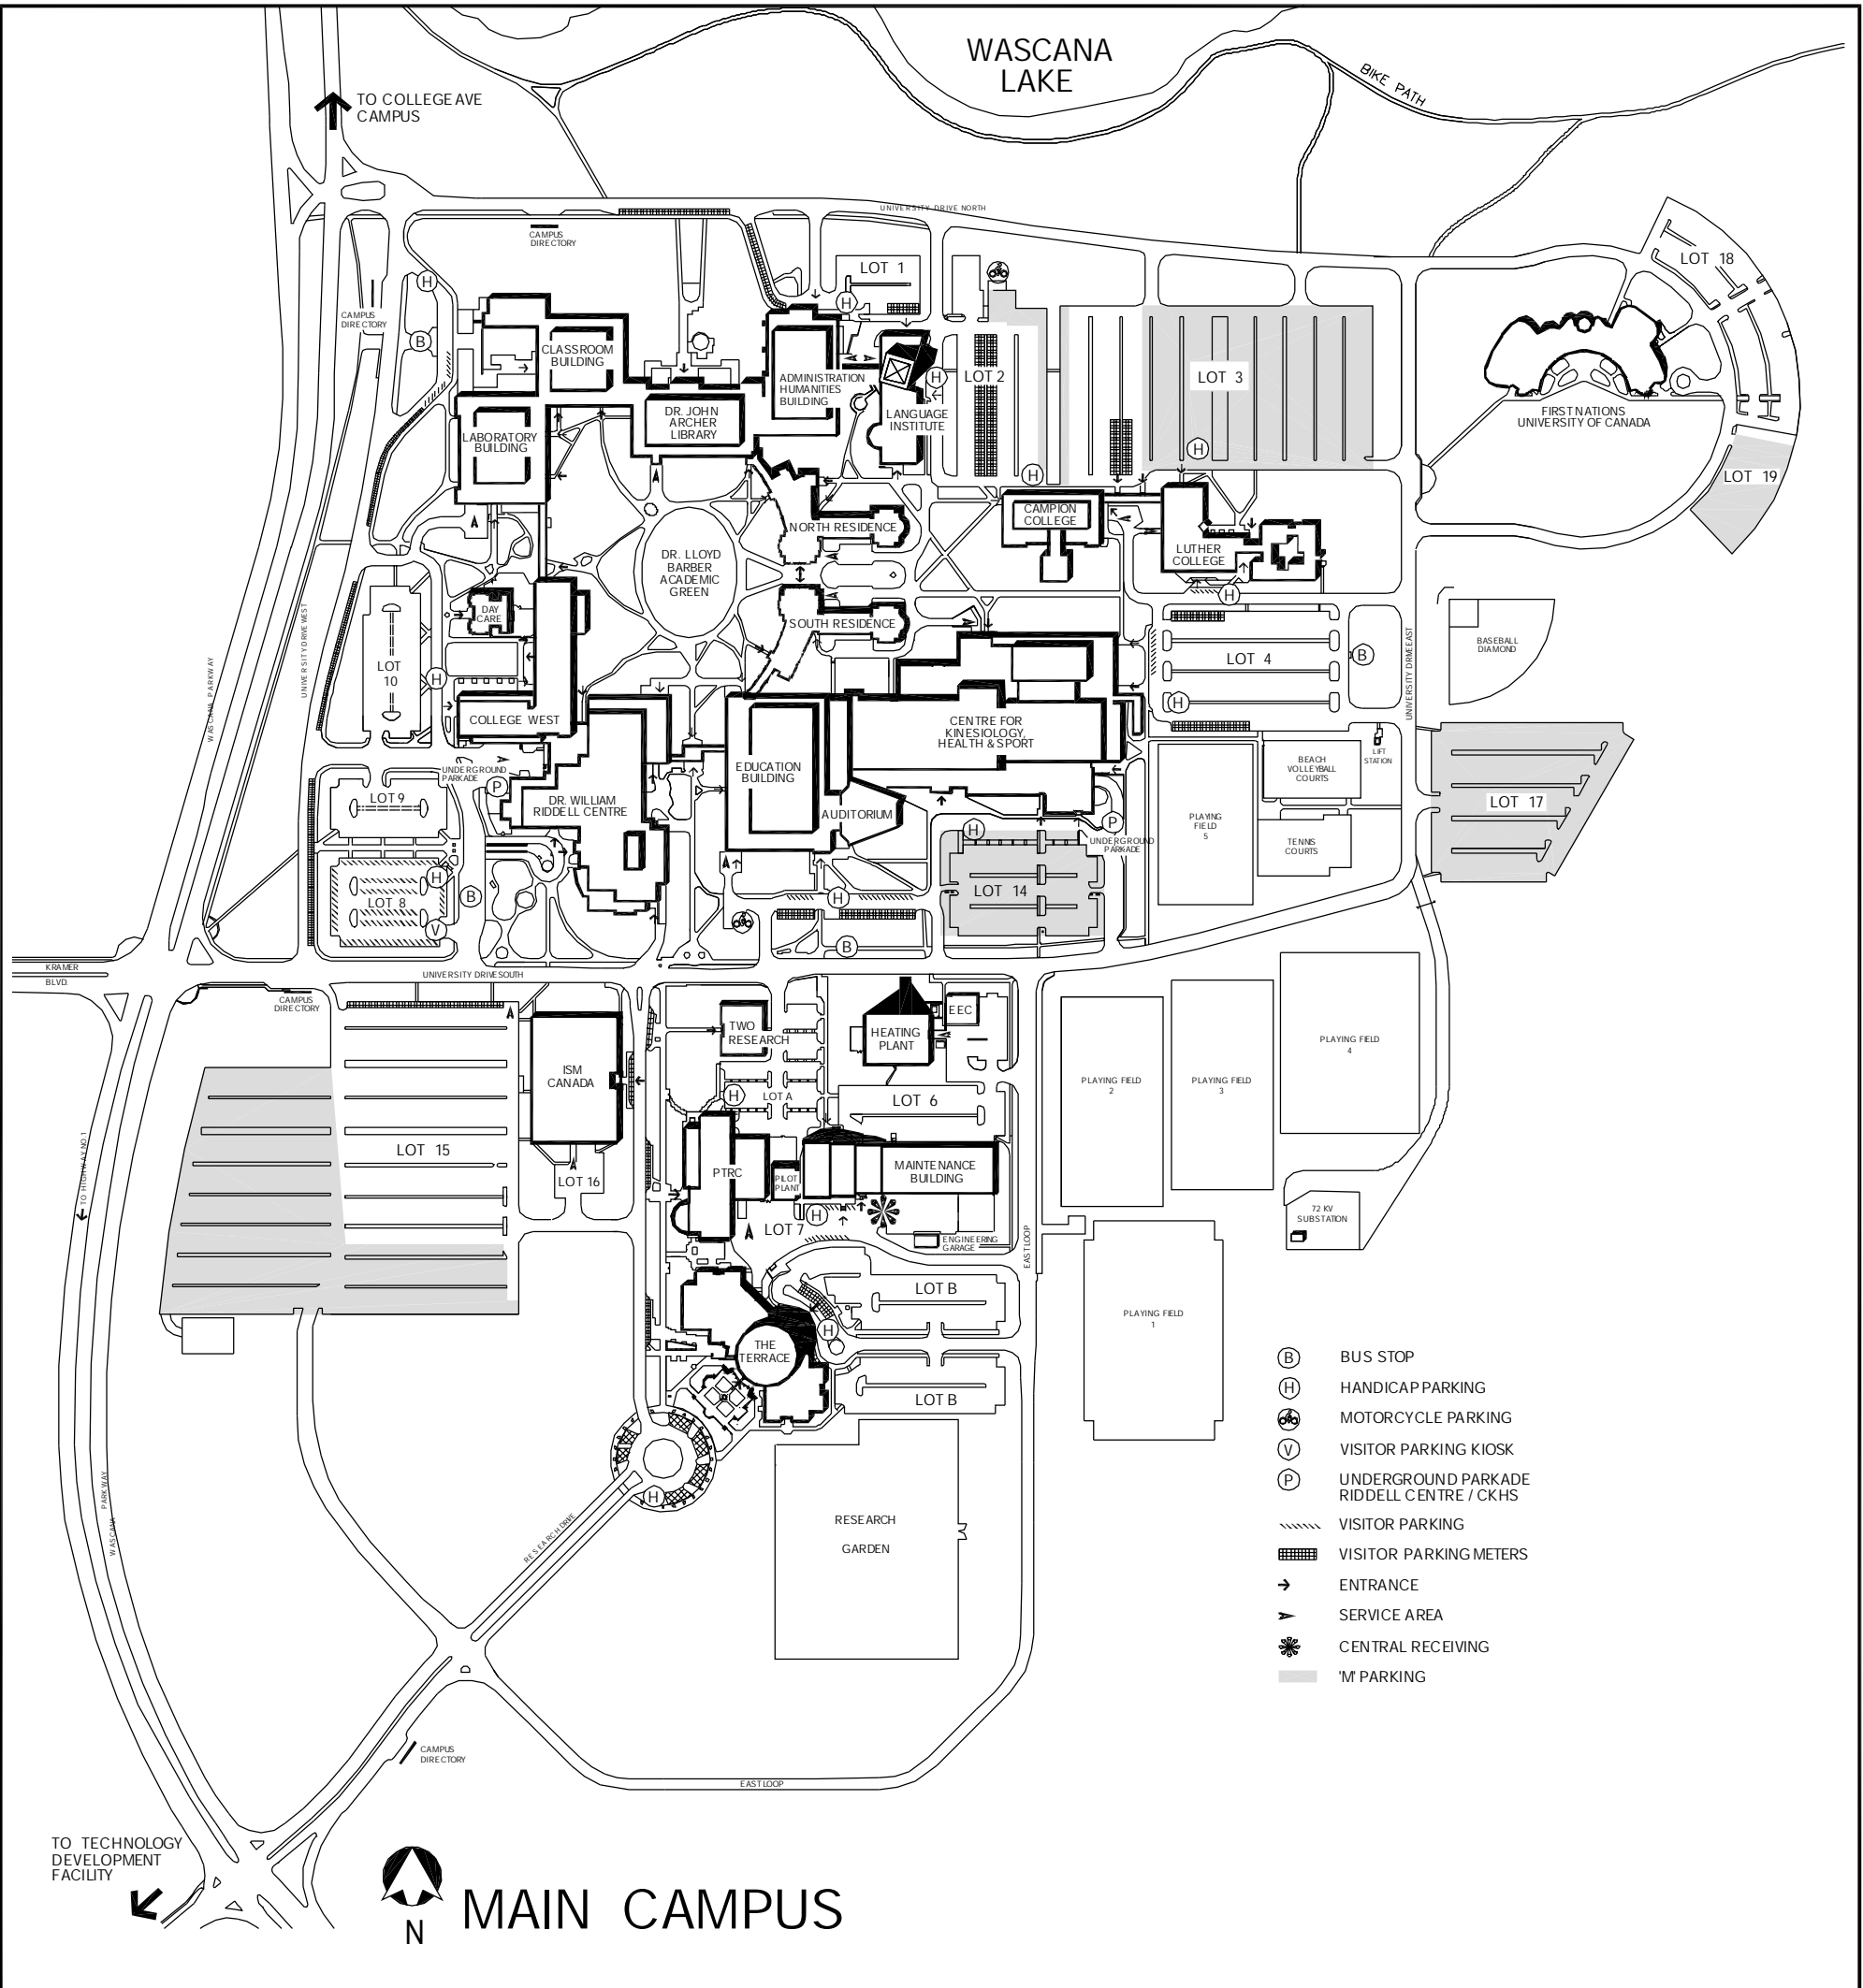 WASCANA
LAKE
BIKE PATH
TO COLLEGE AVE
CAMPUS
UNIVERSITY DRIVE NORTH
CAMPUS
DIRECTORY
LOT 1
LOT 18
H
H
CAMPUS
DIRECTORY
B
CLASSROOM
BUILDING
ADMINISTRATION
HUMANITIES
BUILDING
H
LOT 2
LOT 3
DR. JOHN
ARCHER
LIBRARY
LANGUAGE
INSTITUTE
FIRST NATIONS
UNIVERSITY OF CANADA
LABORATORY
BUILDING
H
H
LOT 19
CAMPION
COLLEGE
NORTH RESIDENCE
LUTHER
COLLEGE
DR. LLOYD
BARBER
ACADEMIC
GREEN
H
DAY
CARE
SOUTH RESIDENCE
BASEBALL
DIAMOND
UNIVERSITY DRIVE WEST
WASCANA PARKWAY
LOT
10
H
LOT 4
B
UNIVERSITY DRIVE EAST
H
COLLEGE WEST
CENTRE FOR
KINESIOLOGY,
HEALTH & SPORT
LIFT
STATION
BEACH
VOLLEYBALL
COURTS
UNDERGROUND
PARKADE
P
EDUCATION
BUILDING
LOT 9
DR. WILLIAM
RIDDELL CENTRE
AUDITORIUM
LOT 17
PLAYING
FIELD
5
H
P
UNDERGROUND
PARKADE
TENNIS
COURTS
H
LOT 8
B
LOT 14
H
V
B
KRAMER
BLVD.
UNIVERSITY DRIVE SOUTH
CAMPUS
DIRECTORY
TWO
RESEARCH
HEATING
PLANT
EEC
PLAYING FIELD
4
ISM
CANADA
PLAYING FIELD
2
PLAYING FIELD
3
H
LOT A
LOT 6
TO HIGHWAY NO.1
LOT 15
LOT 16
PTRC
PILOT
PLANT
MAINTENANCE
BUILDING
H
LOT 7
72 KV
SUBSTATION
ENGINEERING
GARAGE
EAST LOOP
LOT B
PLAYING FIELD
1
H
THE
TERRACE
LOT B
B BUS STOP
H HANDICAP PARKING
MOTORCYCLE PARKING
V VISITOR PARKING KIOSK
P UNDERGROUND PARKADE
RIDDELL CENTRE / CKHS
VISITOR PARKING
VISITOR PARKING METERS
ENTRANCE
SERVICE AREA
CENTRAL RECEIVING
'M' PARKING
H
RESEARCH
GARDEN
RESEARCH DRIVE
WASCANA PARKWAY
CAMPUS
DIRECTORY
EAST LOOP
TO TECHNOLOGY
DEVELOPMENT
FACILITY
N
MAIN CAMPUS